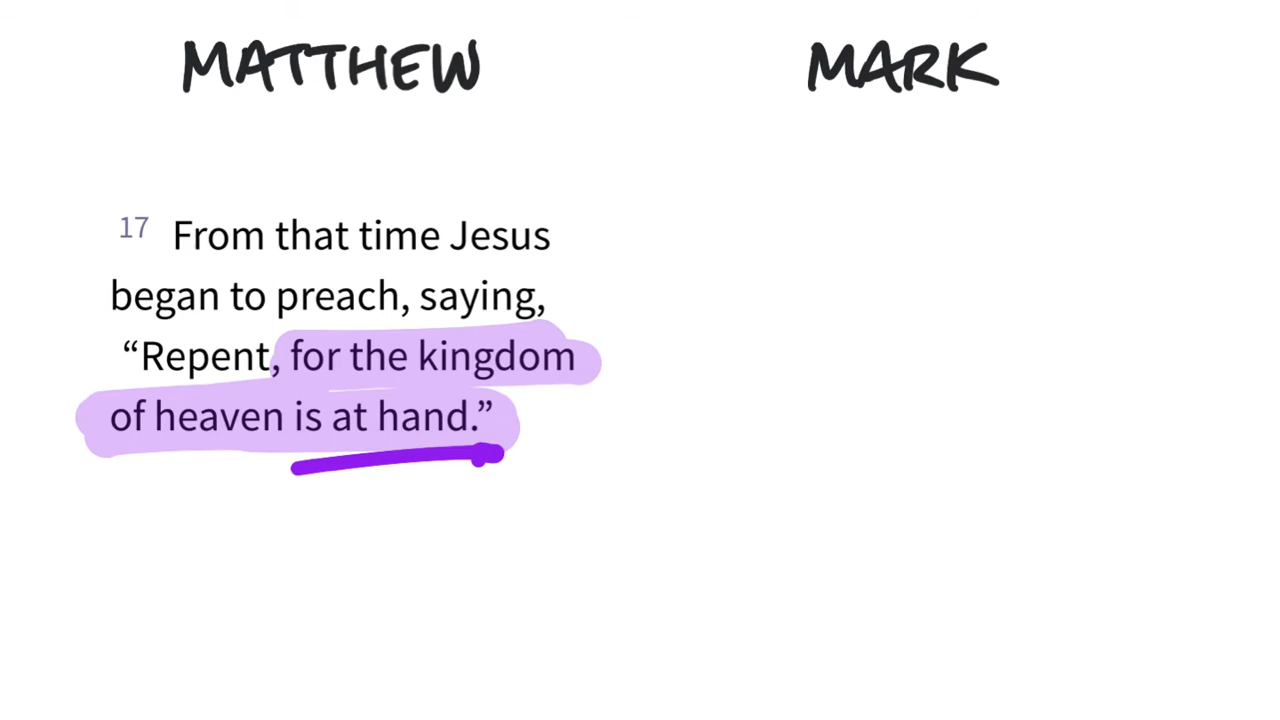 MATTHEW MARK
17 From that time Jesus
began to preach, saying,
“Repent, for the kingdom
of heaven is at hand.”